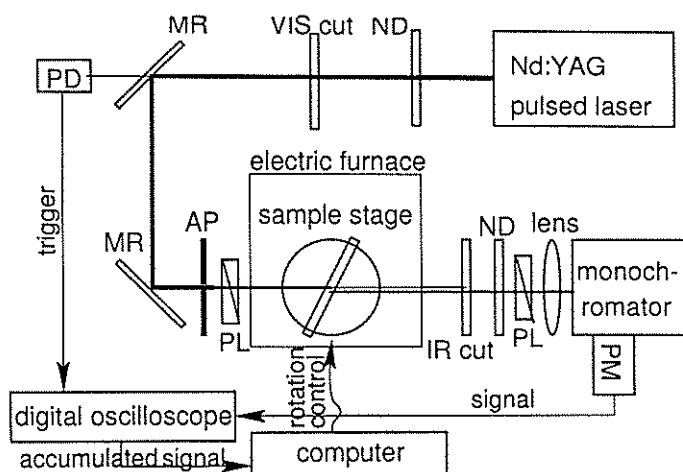 MR
VIS cut
ND
PD
Nd:YAG
pulsed laser
electric furnace
sample stage
trigger
MR
AP
PL
ND
lens
monoch-
romator
IR cut
PL
PM
rotation
control
signal
digital oscilloscope
accumulated signal
computer